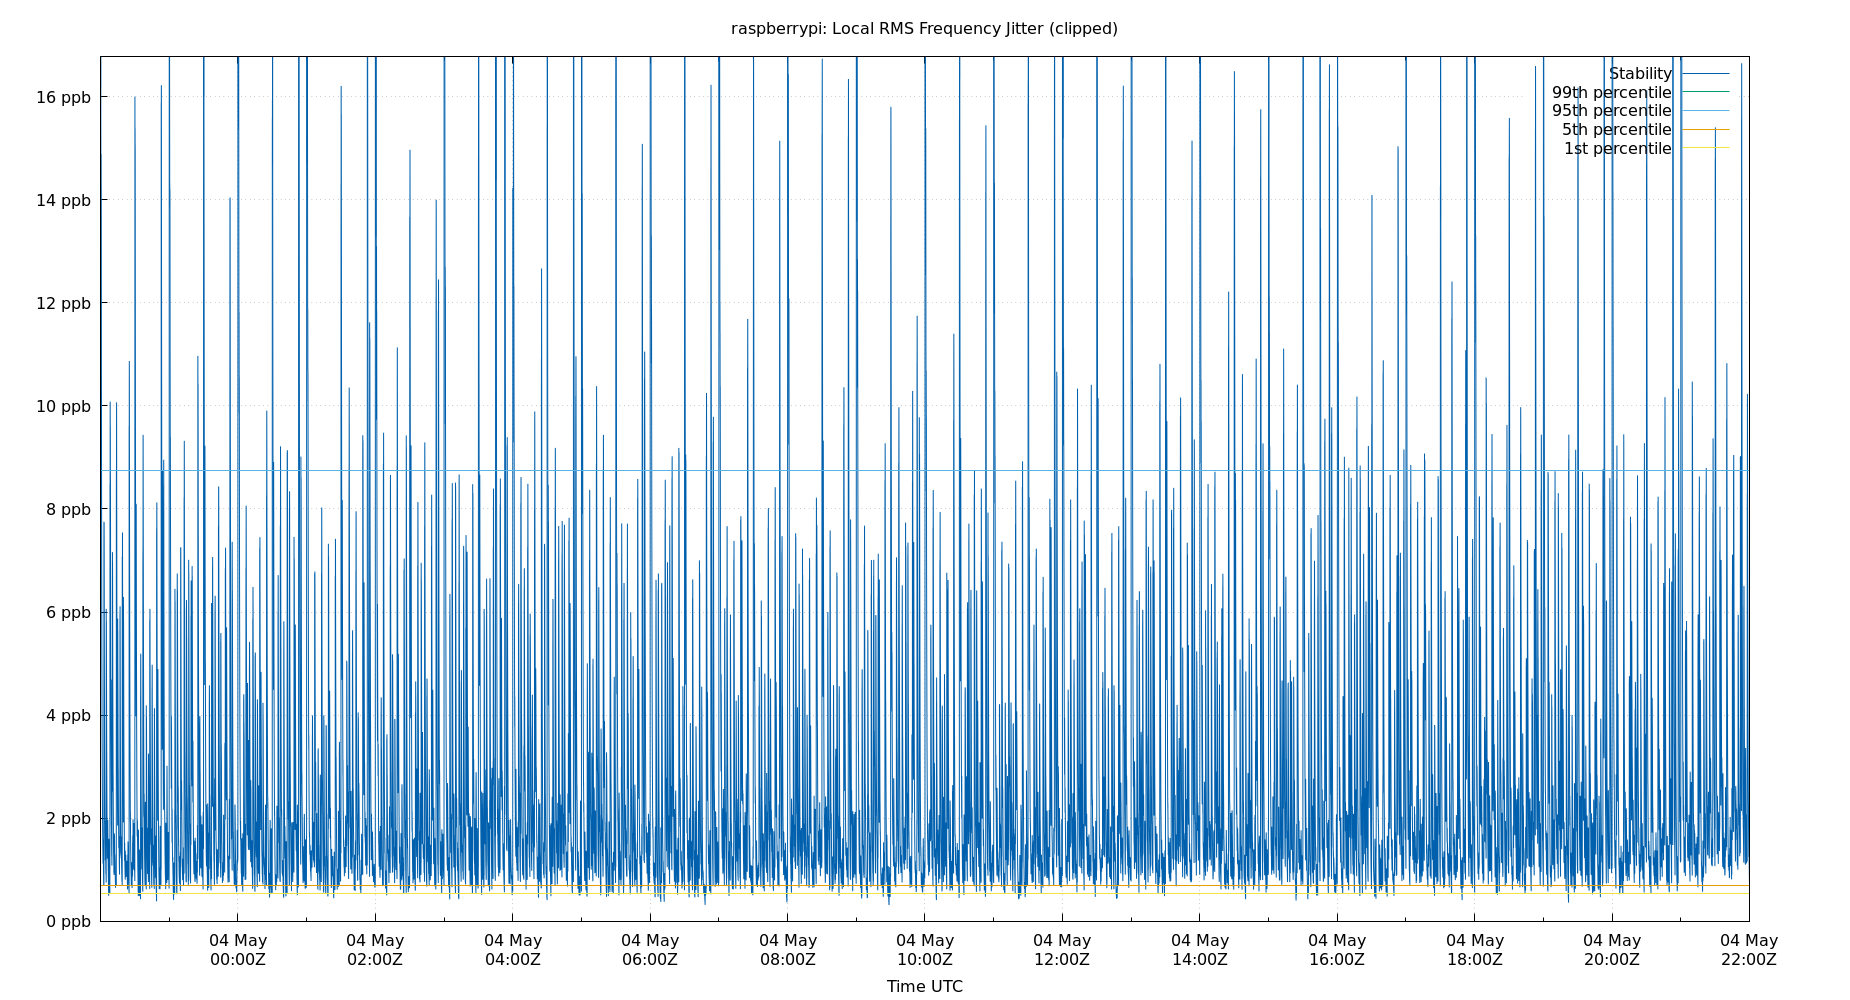 raspberrypi: Local RMS Frequency Jitter (clipped)
Stability
99th percentile
95th percentile
5th percentile
1st percentile
16 ppb
14 ppb
12 ppb
10 ppb
8 ppb
6 ppb
4 ppb
2 ppb
0 ppb
04 May 04 May 04 May 04 May 04 May 04 May 04 May 04 May 04 May 04 May 04 May 04 May
00:00Z 02:00Z 04:00Z 06:00Z 08:00Z 10:00Z 12:00Z 14:00Z 16:00Z 18:00Z 20:00Z 22:00Z
Time UTC